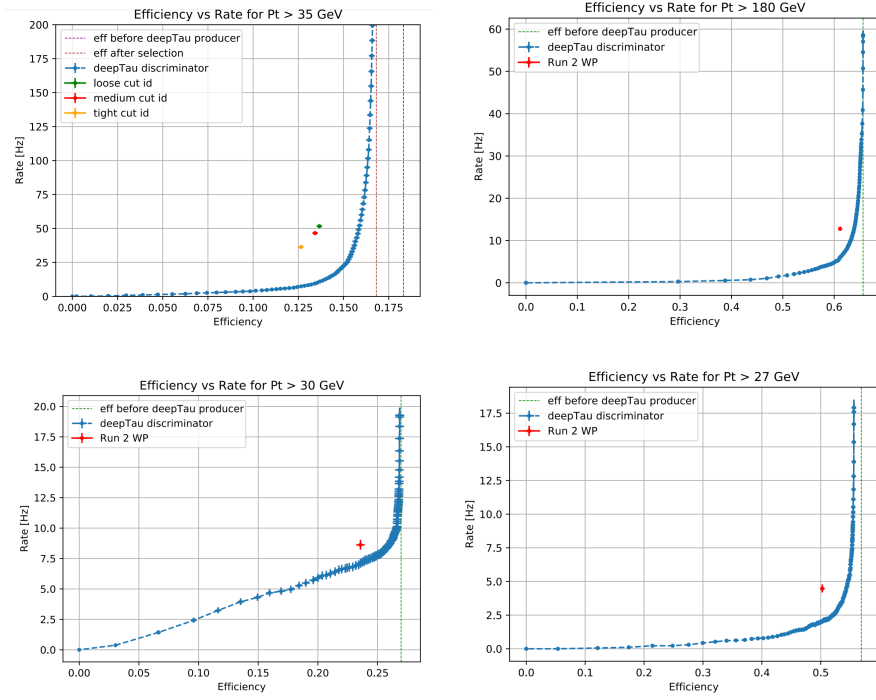 Efficiency vs Rate for Pt > 35 GeV
200
175
150
125
100
75
50
25
0
Rate [Hz]
eff before deepTau producer
eff after selection
deepTau discriminator
loose cut id
medium cut id
tight cut id
0.000 0.025 0.050 0.075 0.100 0.125 0.150 0.175
Efficiency
Efficiency vs Rate for Pt > 180 GeV
60
50
40
30
20
10
0
Rate [Hz]
eff before deepTau producer
deepTau discriminator
Run 2 WP
0.0 0.1 0.2 0.3 0.4 0.5 0.6
Efficiency
Efficiency vs Rate for Pt > 30 GeV
20.0
17.5
15.0
12.5
10.0
7.5
5.0
2.5
0.0
Rate [Hz]
eff before deepTau producer
deepTau discriminator
Run 2 WP
0.00 0.05 0.10 0.15 0.20 0.25
Efficiency
Efficiency vs Rate for Pt > 27 GeV
17.5
15.0
12.5
10.0
7.5
5.0
2.5
0.0
Rate [Hz]
eff before deepTau producer
deepTau discriminator
Run 2 WP
0.0 0.1 0.2 0.3 0.4 0.5
Efficiency